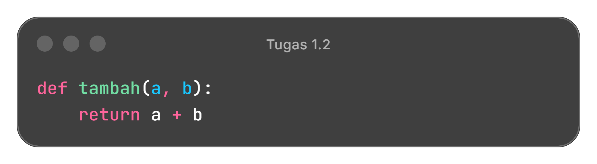 Tugas 1.2
def tambah(a, b):
    return a + b